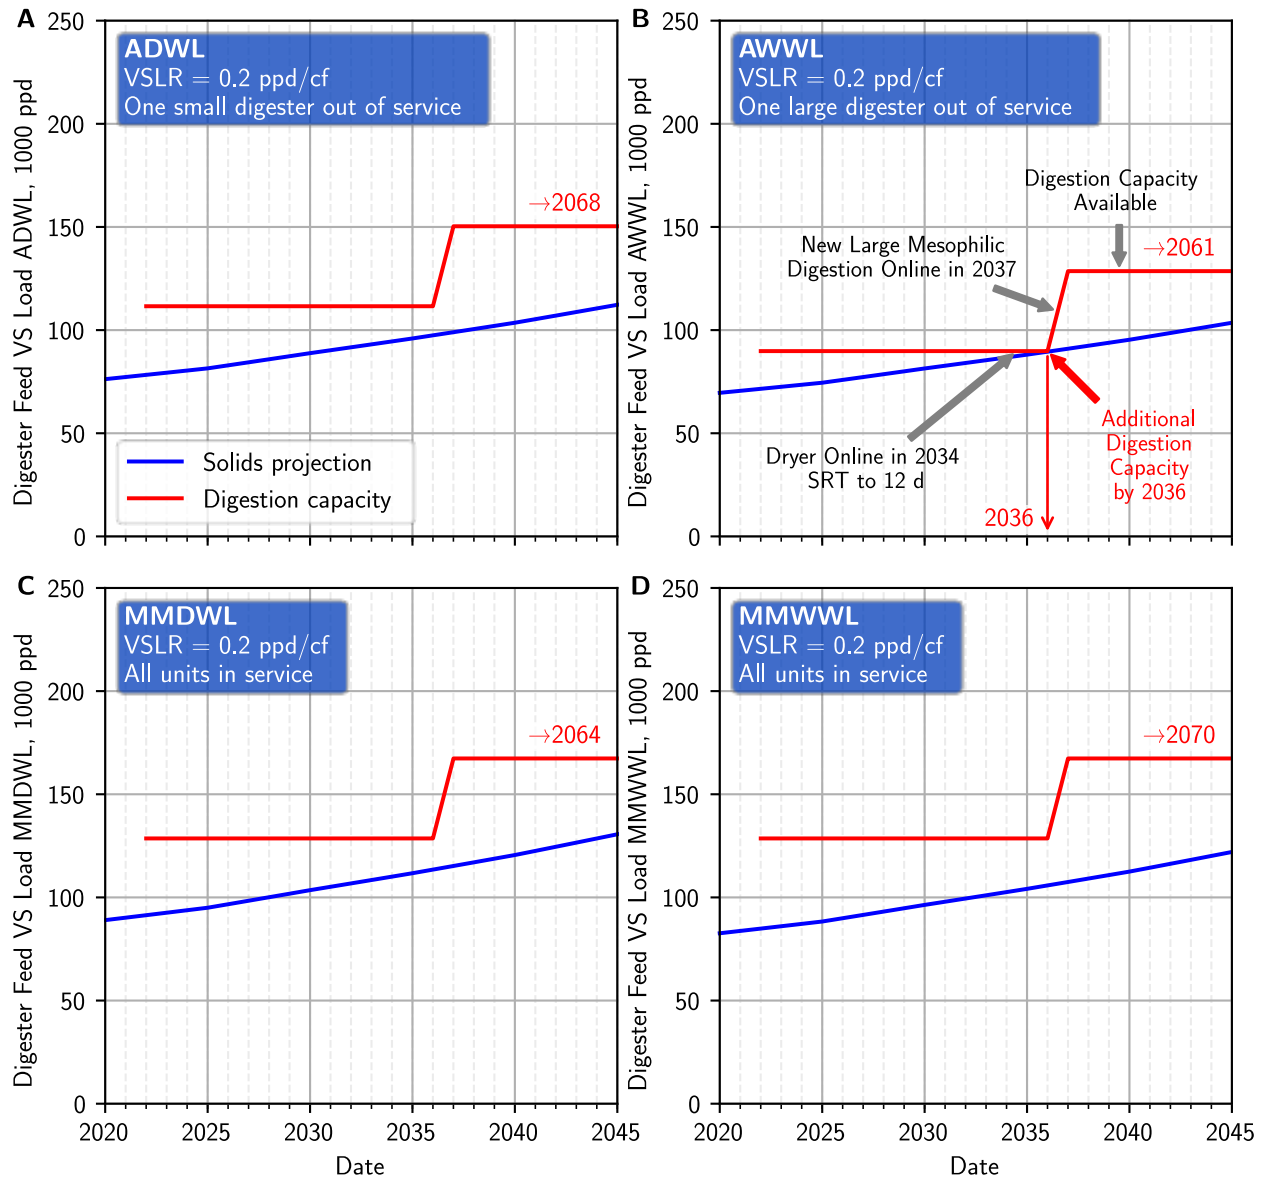 A
ADWL
VSLR = 0.2 ppd/cf
One small digester out of service
→2068
Solids projection
Digestion capacity
Digester Feed VS Load ADWL, 1000 ppd
250
200
150
100
50
0
2020
2025
2030
2035
2040
2045
B
AWWL
VSLR = 0.2 ppd/cf
One large digester out of service
Digestion Capacity
Available
New Large Mesophilic
Digestion Online in 2037
→2061
Dryer Online in 2034
SRT to 12 d
Additional
Digestion
Capacity
by 2036
2036
Digester Feed VS Load AWWL, 1000 ppd
250
200
150
100
50
0
C
MMDWL
VSLR = 0.2 ppd/cf
All units in service
→2064
Digester Feed VS Load MMDWL, 1000 ppd
250
200
150
100
50
0
Date
D
MMWWL
VSLR = 0.2 ppd/cf
All units in service
→2070
Digester Feed VS Load MMWWL, 1000 ppd
250
200
150
100
50
0
2020
2025
2030
2035
2040
2045
Date